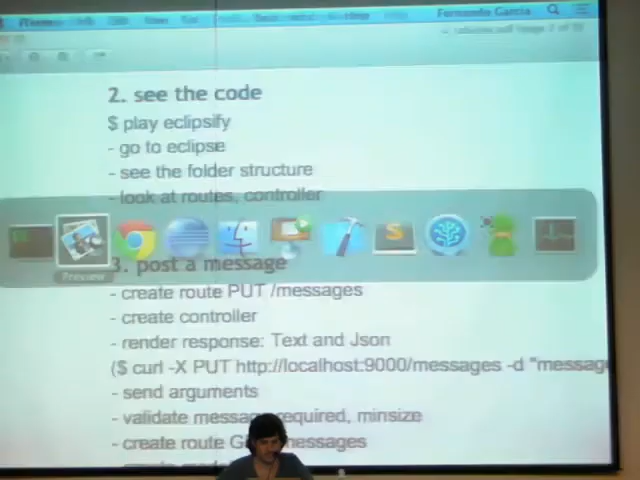 Fernando Garcia
2. see the code
$ play eclipsify
- go to eclipse
- see the folder structure
- look at routes, controller
Preview
3. post a message
- create route PUT /messages
- create controller
- render response: Text and Json
($ curl -X PUT http://localhost:9000/messages -d "messag
- send arguments
- validate messag required, minsize
- create route G messages